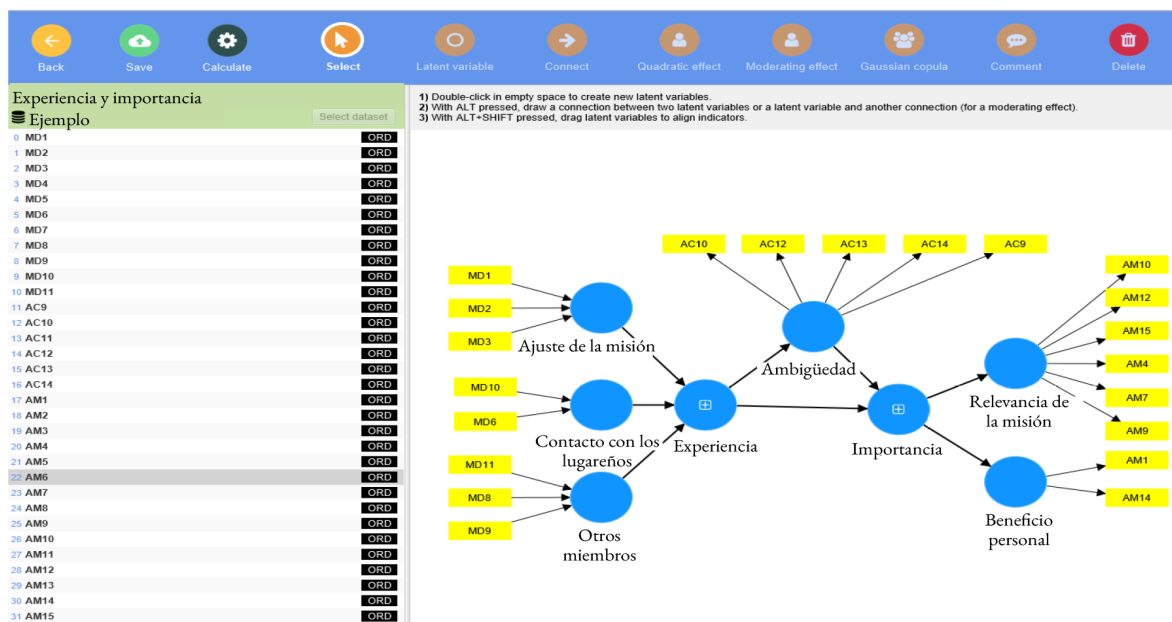 Back
Save
Calculate
Select
Latent variable
Connect
Quadratic effect
Moderating effect
Gaussian copula
Comment
Delete
Experiencia y importancia
Ejemplo
Select dataset
0 MD1 ORD
1 MD2 ORD
2 MD3 ORD
3 MD4 ORD
4 MD5 ORD
5 MD6 ORD
6 MD7 ORD
7 MD8 ORD
8 MD9 ORD
9 MD10 ORD
10 MD11 ORD
11 AC9 ORD
12 AC10 ORD
13 AC11 ORD
14 AC12 ORD
15 AC13 ORD
16 AC14 ORD
17 AM1 ORD
18 AM2 ORD
19 AM3 ORD
20 AM4 ORD
21 AM5 ORD
22 AM6 ORD
23 AM7 ORD
24 AM8 ORD
25 AM9 ORD
26 AM10 ORD
27 AM11 ORD
28 AM12 ORD
29 AM13 ORD
30 AM14 ORD
31 AM15 ORD
1) Double-click in empty space to create new latent variables.
2) With ALT pressed, draw a connection between two latent variables or a latent variable and another connection (for a moderating effect).
3) With ALT+SHIFT pressed, drag latent variables to align indicators.
AC10
AC12
AC13
AC14
AC9
MD1
MD2
MD3
Ajuste de la misión
MD10
MD6
Contacto con los
lugareños
MD11
MD8
MD9
Otros
miembros
Experiencia
Ambigüedad
Importancia
AM10
AM12
AM15
AM4
AM7
AM9
Relevancia de
la misión
AM1
AM14
Beneficio
personal